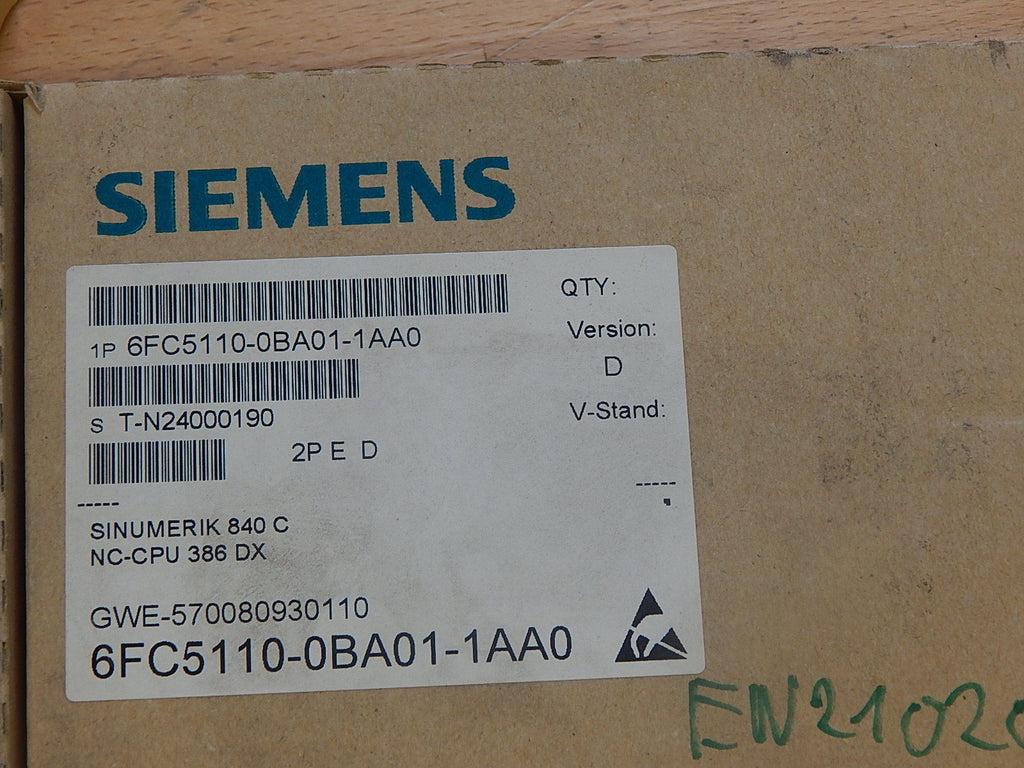 SIEMENS
QTY:
1P 6FC5110-0BA01-1AA0
Version:
D
S T-N24000190
V-Stand:
2P E D
-----
-----
SINUMERIK 840 C
NC-CPU 386 DX
GWE-570080930110
6FC5110-0BA01-1AA0
EN21020